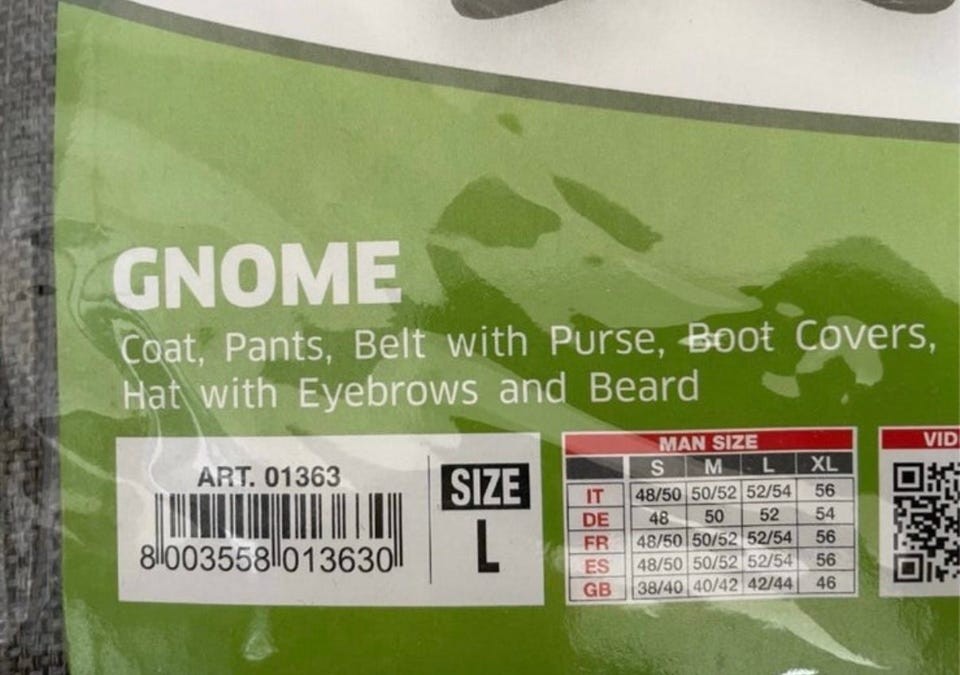 GNOME
Coat, Pants, Belt with Purse, Boot Covers,
Hat with Eyebrows and Beard
ART. 01363
8 003558 013630
SIZE
L
MAN SIZE
S M L XL
IT 48/50 50/52 52/54 56
DE 48 50 52 54
FR 48/50 50/52 52/54 56
ES 48/50 50/52 52/54 56
GB 38/40 40/42 42/44 46